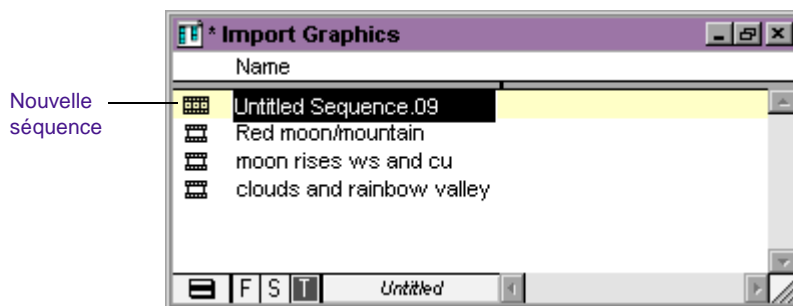 * Import Graphics
Name
Nouvelle
séquence
Untitled Sequence.09
Red moon/mountain
moon rises ws and cu
clouds and rainbow valley
F S T Untitled